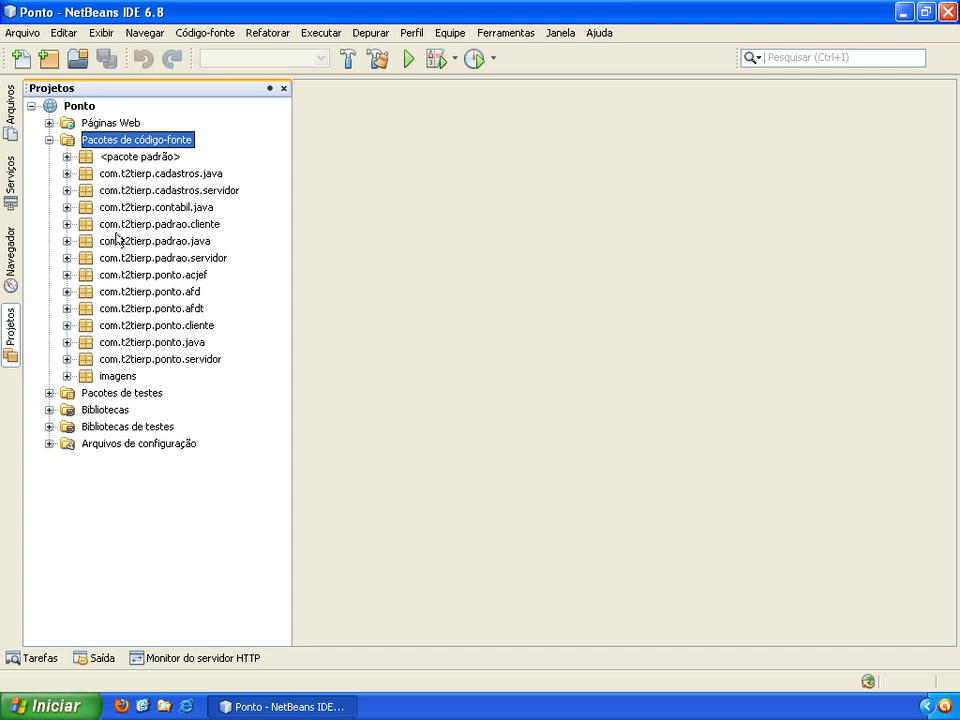 Ponto - NetBeans IDE 6.8
Arquivo Editar Exibir Navegar Código-fonte Refatorar Executar Depurar Perfil Equipe Ferramentas Janela Ajuda
Pesquisar (Ctrl+I)
Projetos
Arquivos
Serviços
Navegador
Projetos
Ponto
Páginas Web
Pacotes de código-fonte
<pacote padrão>
com.t2tierp.cadastros.java
com.t2tierp.cadastros.servidor
com.t2tierp.contabil.java
com.t2tierp.padrao.cliente
com.t2tierp.padrao.java
com.t2tierp.padrao.servidor
com.t2tierp.ponto.acjef
com.t2tierp.ponto.afd
com.t2tierp.ponto.afdt
com.t2tierp.ponto.cliente
com.t2tierp.ponto.java
com.t2tierp.ponto.servidor
imagens
Pacotes de testes
Bibliotecas
Bibliotecas de testes
Arquivos de configuração
Tarefas Saída Monitor do servidor HTTP
Iniciar Ponto - NetBeans IDE...